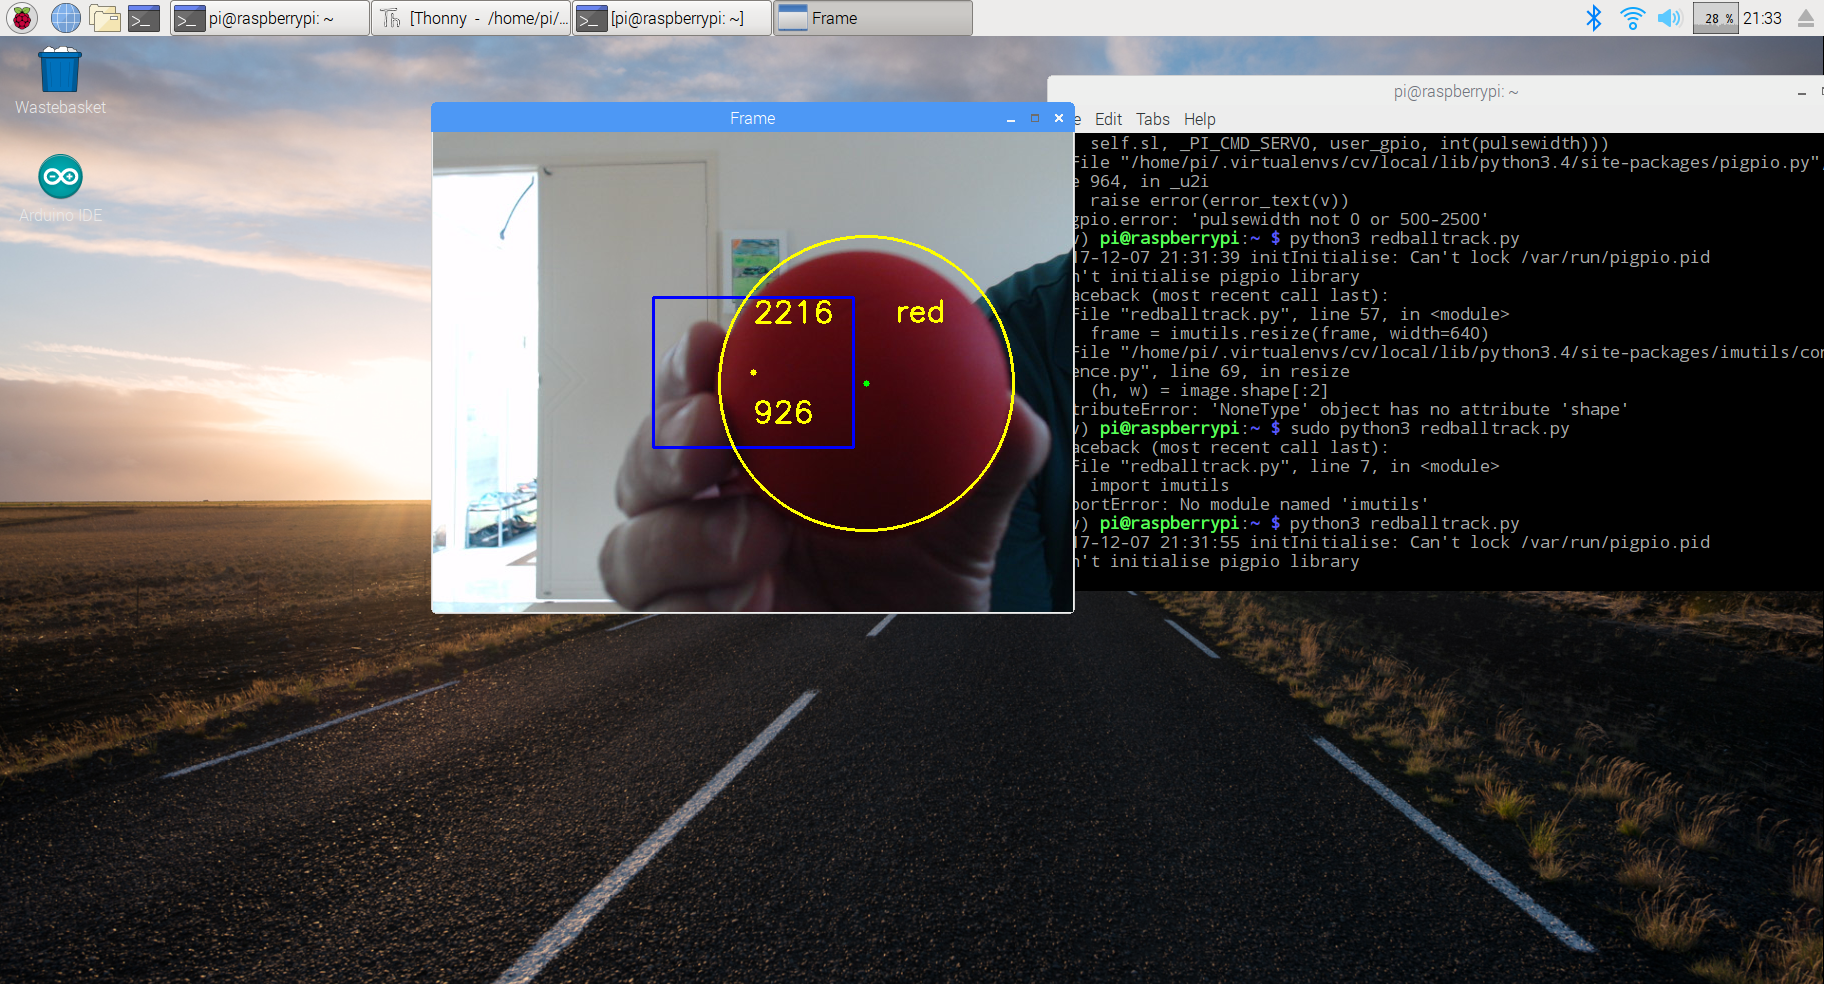 pi@raspberrypi: ~
[Thonny - /home/pi/...
[pi@raspberrypi: ~]
Frame
28 %
21:33
Wastebasket
Arduino IDE
Frame
2216
red
926
pi@raspberrypi: ~
e Edit Tabs Help
self.sl, _PI_CMD_SERVO, user_gpio, int(pulsewidth)))
File "/home/pi/.virtualenvs/cv/local/lib/python3.4/site-packages/pigpio.py",
e 964, in _u2i
raise error(error_text(v))
gpio.error: 'pulsewidth not 0 or 500-2500'
) pi@raspberrypi:~ $ python3 redballtrack.py
17-12-07 21:31:39 initInitialise: Can't lock /var/run/pigpio.pid
n't initialise pigpio library
aceback (most recent call last):
File "redballtrack.py", line 57, in <module>
frame = imutils.resize(frame, width=640)
File "/home/pi/.virtualenvs/cv/local/lib/python3.4/site-packages/imutils/con
ence.py", line 69, in resize
(h, w) = image.shape[:2]
tributeError: 'NoneType' object has no attribute 'shape'
) pi@raspberrypi:~ $ sudo python3 redballtrack.py
aceback (most recent call last):
File "redballtrack.py", line 7, in <module>
import imutils
portError: No module named 'imutils'
) pi@raspberrypi:~ $ python3 redballtrack.py
17-12-07 21:31:55 initInitialise: Can't lock /var/run/pigpio.pid
n't initialise pigpio library